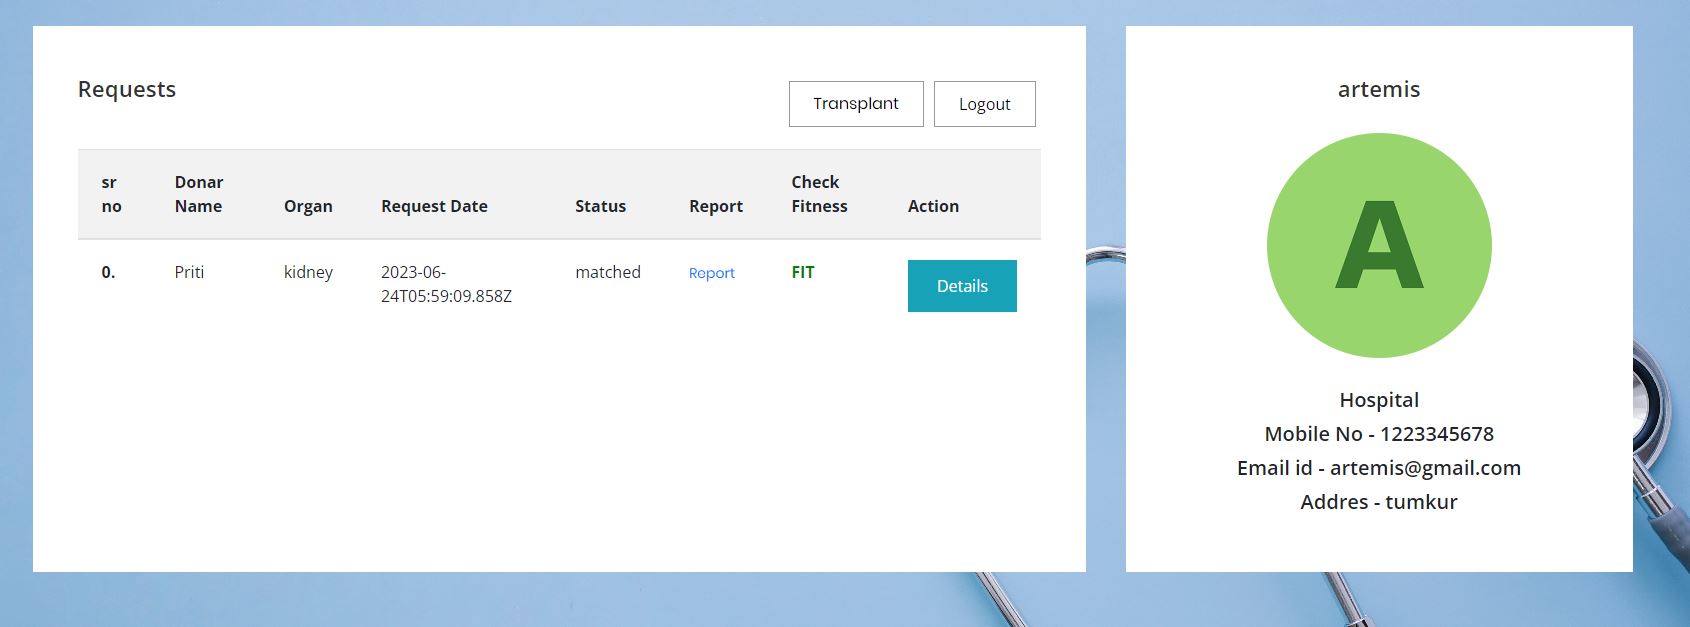 Requests
Transplant
Logout
sr no
Donar Name
Organ
Request Date
Status
Report
Check Fitness
Action
0.
Priti
kidney
2023-06-
24T05:59:09.858Z
matched
Report
FIT
Details
artemis
A
Hospital
Mobile No - 1223345678
Email id - artemis@gmail.com
Addres - tumkur